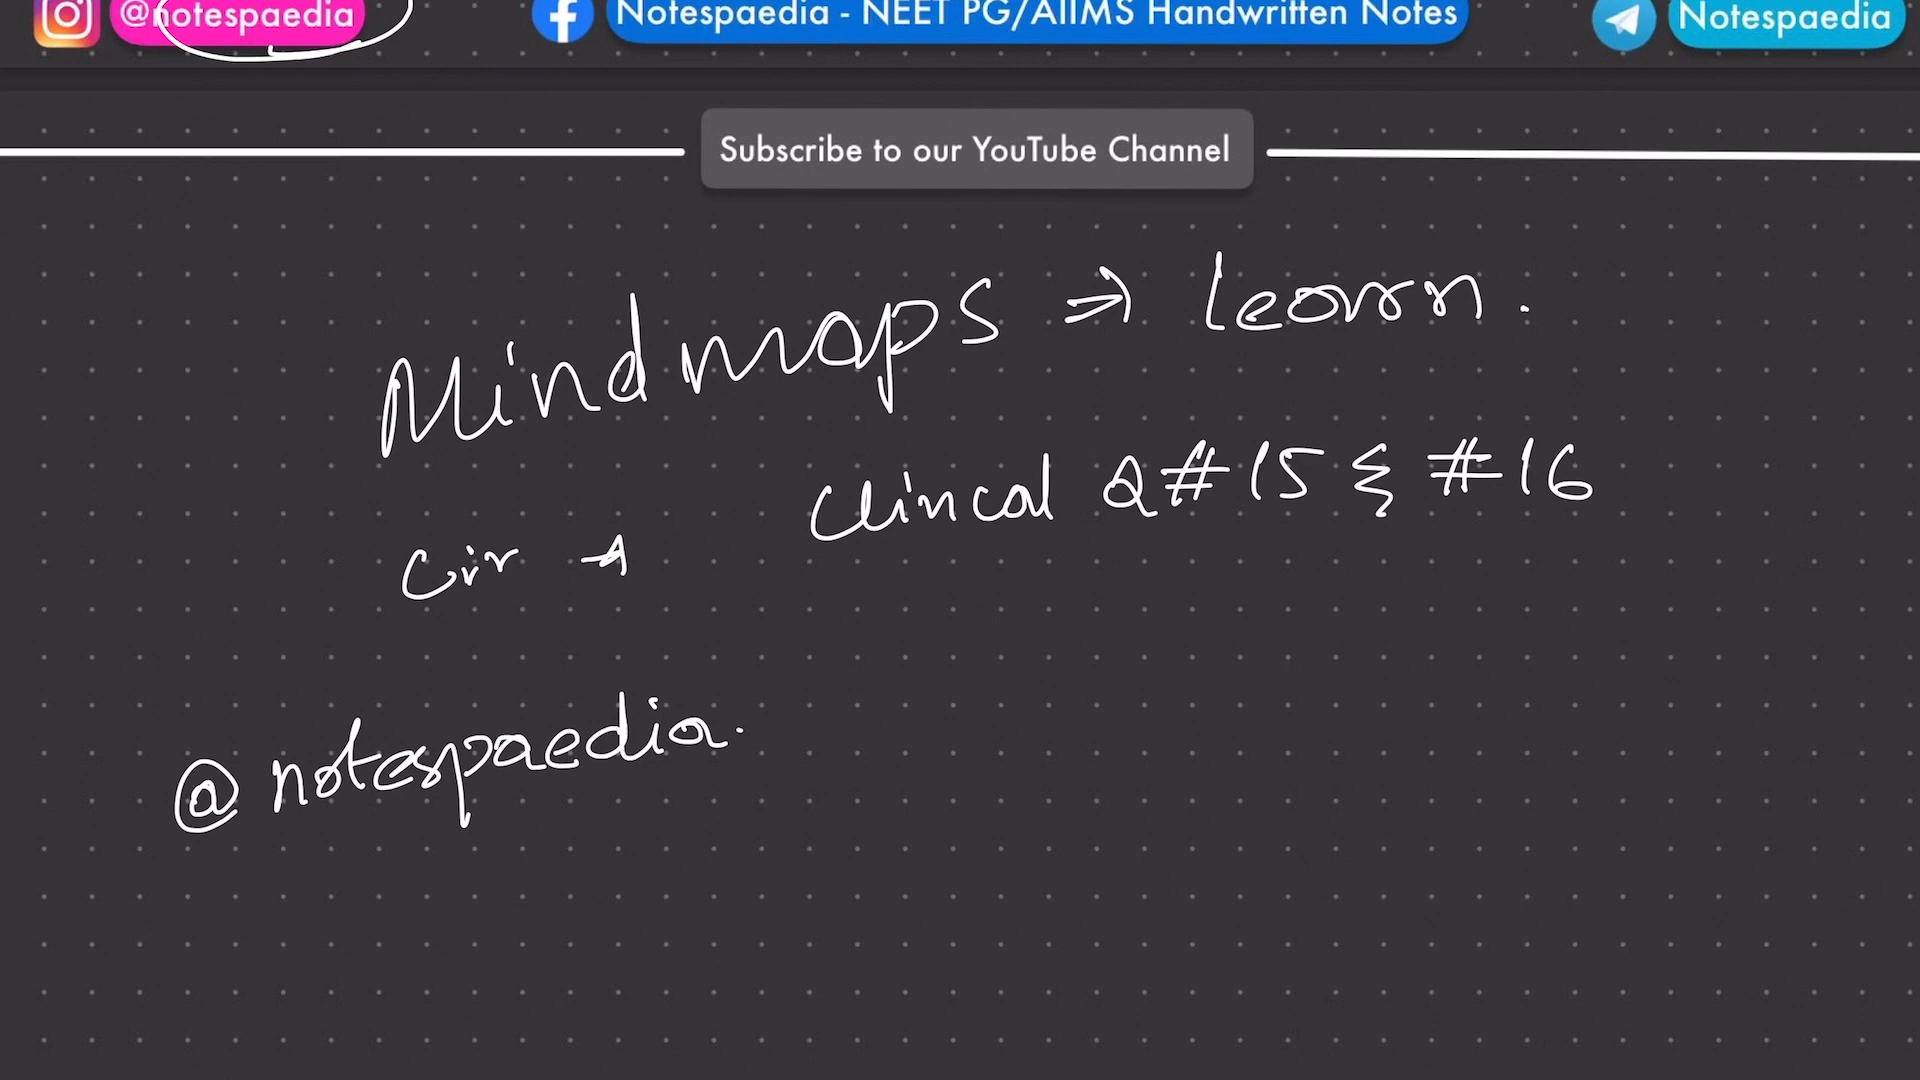 @notespaedia Notespaedia - NEET PG/AIIMS Handwritten Notes Notespaedia
Subscribe to our YouTube Channel
Mindmaps → learn.
Clincal Q#15 & #16
Cir →
@notespaedia.